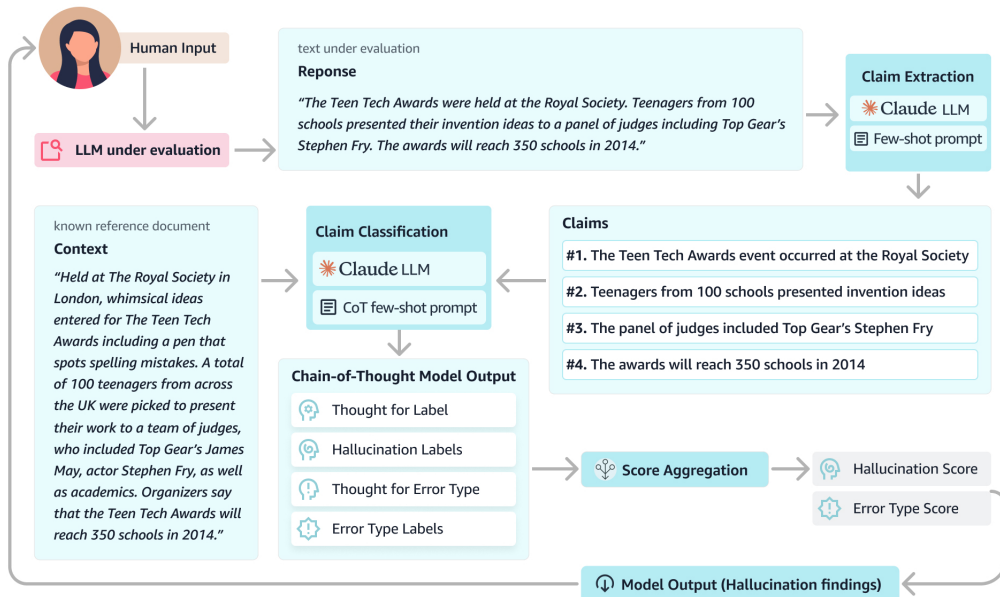 Human Input
LLM under evaluation
text under evaluation
Reponse
“The Teen Tech Awards were held at the Royal Society. Teenagers from 100
schools presented their invention ideas to a panel of judges including Top Gear’s
Stephen Fry. The awards will reach 350 schools in 2014.”
Claim Extraction
Claude LLM
Few-shot prompt
known reference document
Context
“Held at The Royal Society in
London, whimsical ideas
entered for The Teen Tech
Awards including a pen that
spots spelling mistakes. A total
of 100 teenagers from across
the UK were picked to present
their work to a team of judges,
who included Top Gear’s James
May, actor Stephen Fry, as well
as academics. Organizers say
that the Teen Tech Awards will
reach 350 schools in 2014.”
Claim Classification
Claude LLM
CoT few-shot prompt
Claims
#1. The Teen Tech Awards event occurred at the Royal Society
#2. Teenagers from 100 schools presented invention ideas
#3. The panel of judges included Top Gear’s Stephen Fry
#4. The awards will reach 350 schools in 2014
Chain-of-Thought Model Output
Thought for Label
Hallucination Labels
Thought for Error Type
Error Type Labels
Score Aggregation
Hallucination Score
Error Type Score
Model Output (Hallucination findings)